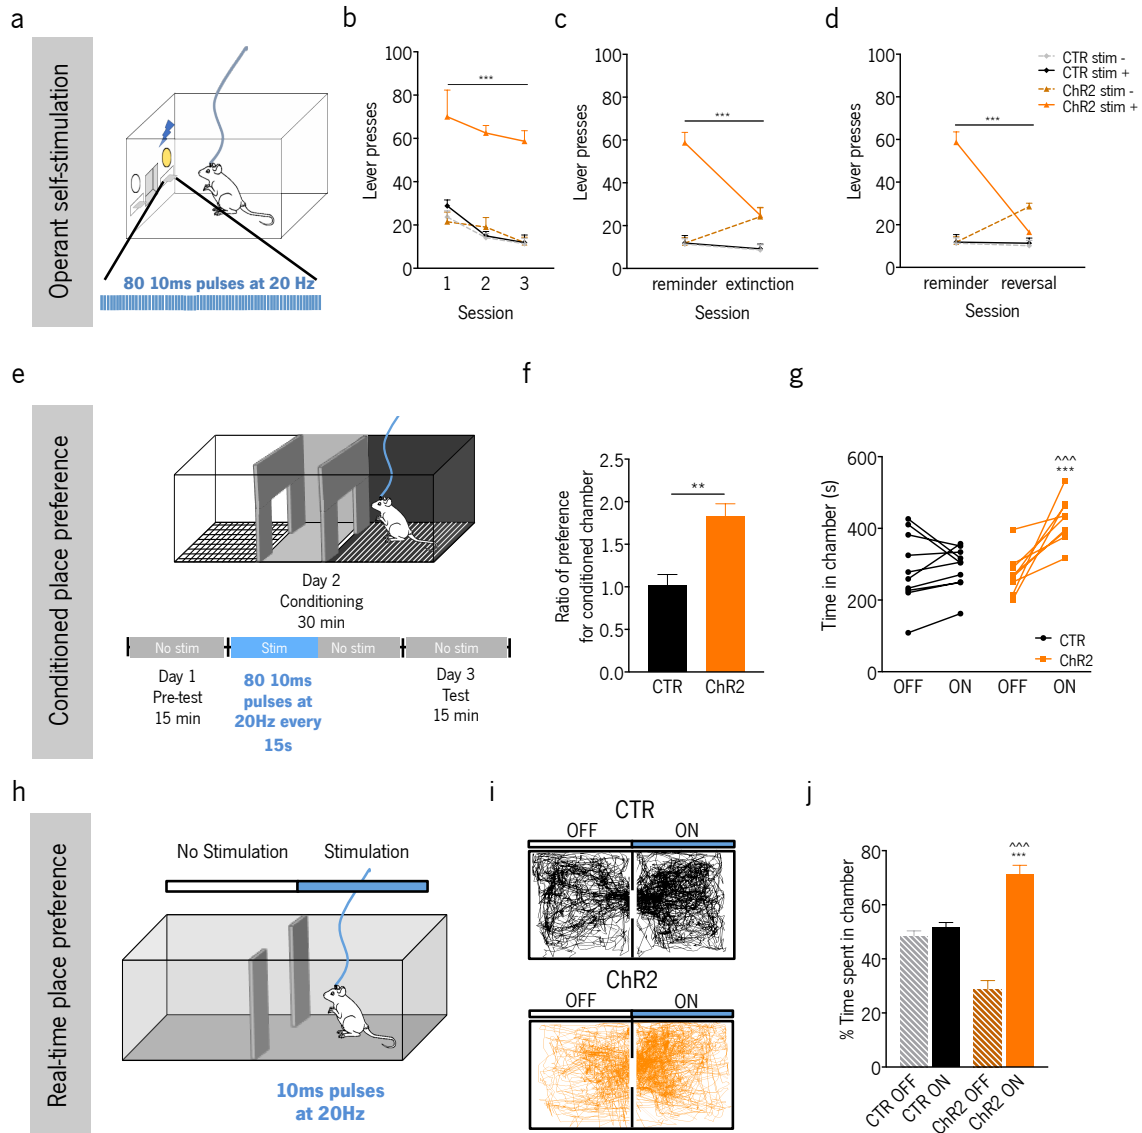 a
Operant self-stimulation
80 10ms pulses at 20 Hz
b
Lever presses
100
80
60
40
20
0
***
1 2 3
Session
c
Lever presses
100
80
60
40
20
0
***
reminder extinction
Session
d
Lever presses
100
80
60
40
20
0
***
reminder reversal
Session
CTR stim -
CTR stim +
ChR2 stim -
ChR2 stim +
e
Conditioned place preference
Day 2
Conditioning
30 min
No stim Stim No stim No stim
Day 1
Pre-test
15 min
80 10ms
pulses at
20Hz every
15s
Day 3
Test
15 min
f
Ratio of preference
for conditioned chamber
2.5
2.0
1.5
1.0
0.5
0.0
**
CTR ChR2
g
Time in chamber (s)
600
400
200
0
^^^
***
CTR
ChR2
OFF ON OFF ON
h
Real-time place preference
No Stimulation Stimulation
10ms pulses
at 20Hz
i
CTR
OFF ON
ChR2
OFF ON
j
% Time spent in chamber
80
60
40
20
0
^^^
***
CTR OFF
CTR ON
ChR2 OFF
ChR2 ON